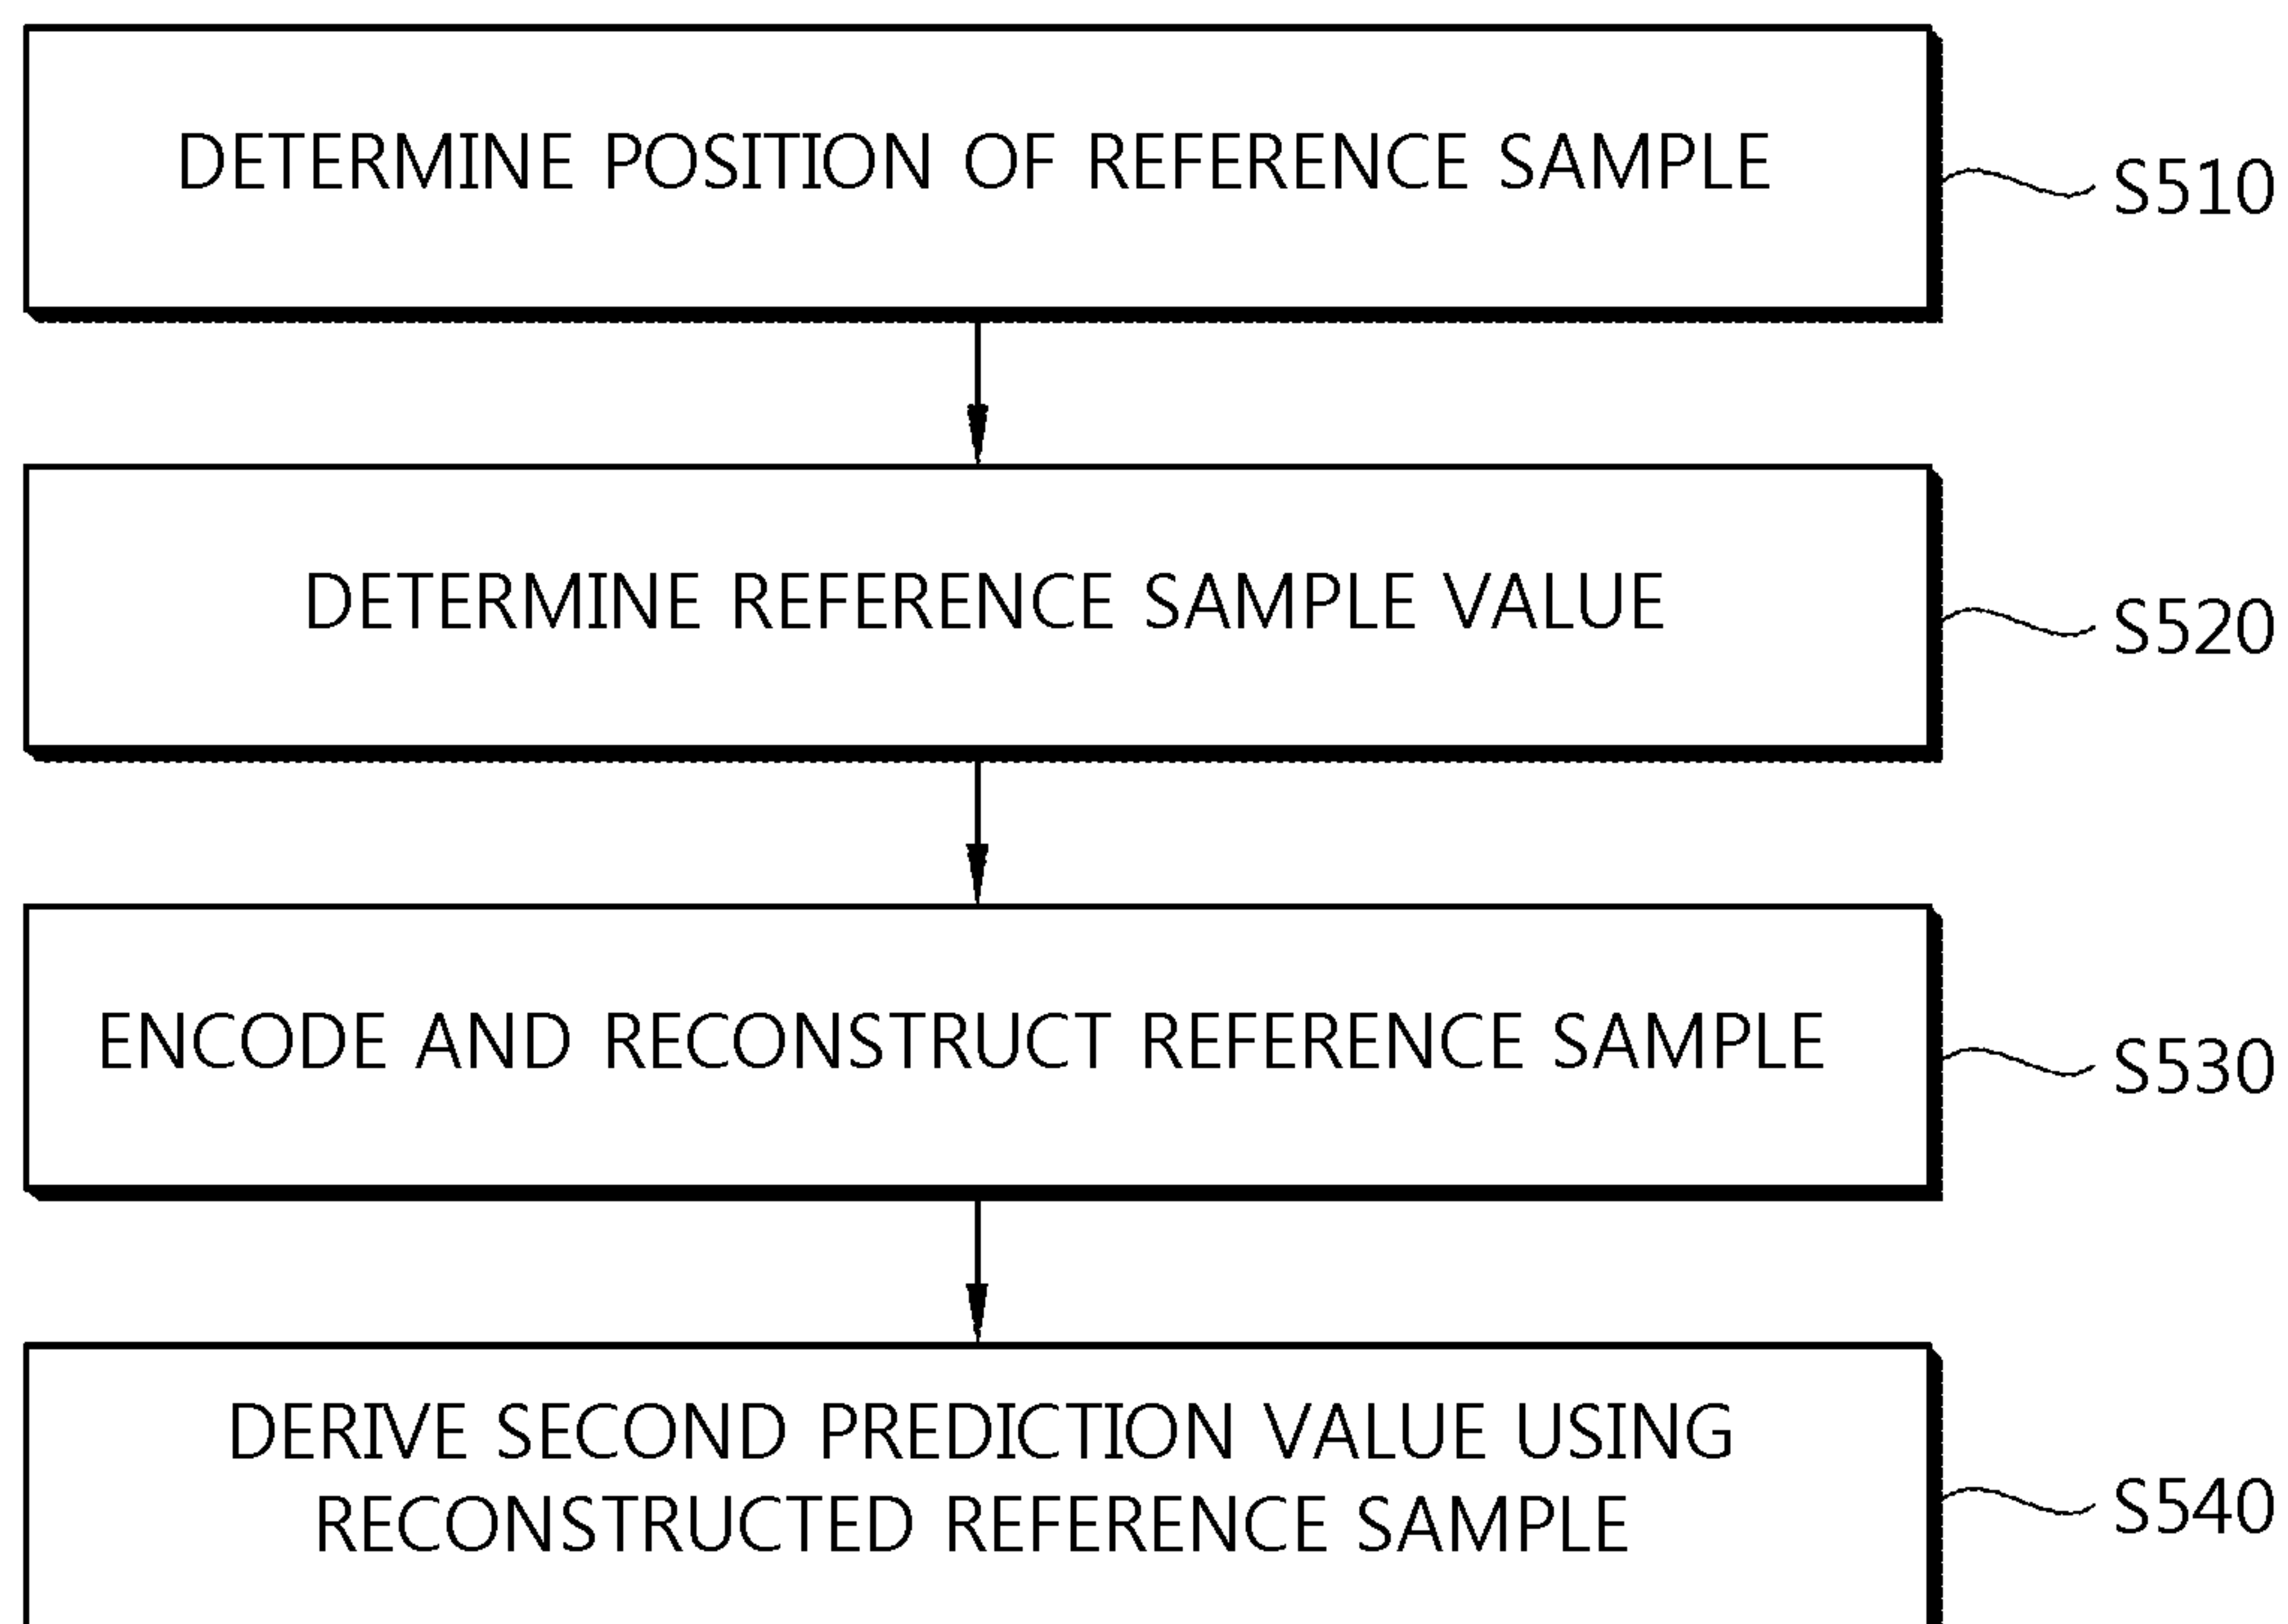 DETERMINE POSITION OF REFERENCE SAMPLE
S510
DETERMINE REFERENCE SAMPLE VALUE
S520
ENCODE AND RECONSTRUCT REFERENCE SAMPLE
S530
DERIVE SECOND PREDICTION VALUE USING
RECONSTRUCTED REFERENCE SAMPLE
S540